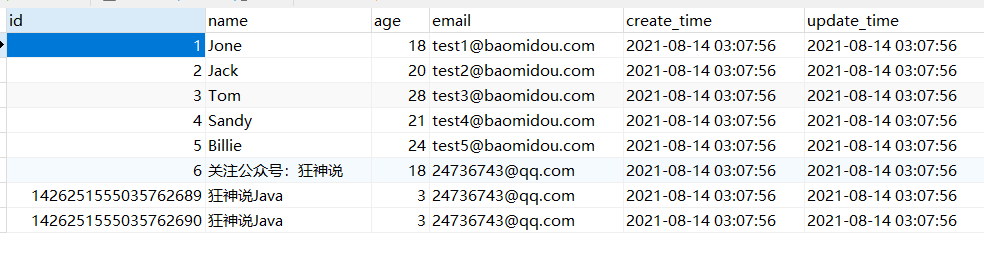 id name age email create_time update_time
1 Jone 18 test1@baomidou.com 2021-08-14 03:07:56 2021-08-14 03:07:56
2 Jack 20 test2@baomidou.com 2021-08-14 03:07:56 2021-08-14 03:07:56
3 Tom 28 test3@baomidou.com 2021-08-14 03:07:56 2021-08-14 03:07:56
4 Sandy 21 test4@baomidou.com 2021-08-14 03:07:56 2021-08-14 03:07:56
5 Billie 24 test5@baomidou.com 2021-08-14 03:07:56 2021-08-14 03:07:56
6 关注公众号：狂神说 18 24736743@qq.com 2021-08-14 03:07:56 2021-08-14 03:07:56
1426251555035762689 狂神说Java 3 24736743@qq.com 2021-08-14 03:07:56 2021-08-14 03:07:56
1426251555035762690 狂神说Java 3 24736743@qq.com 2021-08-14 03:07:56 2021-08-14 03:07:56